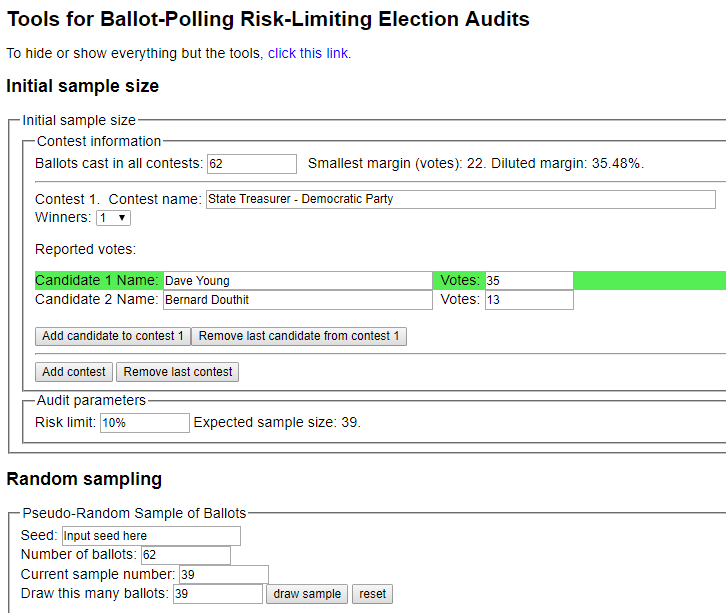 Tools for Ballot-Polling Risk-Limiting Election Audits
To hide or show everything but the tools, click this link.
Initial sample size
Initial sample size
Contest information
Ballots cast in all contests: 62 Smallest margin (votes): 22. Diluted margin: 35.48%.
Contest 1. Contest name: State Treasurer - Democratic Party
Winners: 1
Reported votes:
Candidate 1 Name: Dave Young Votes: 35
Candidate 2 Name: Bernard Douthit Votes: 13
Add candidate to contest 1 Remove last candidate from contest 1
Add contest Remove last contest
Audit parameters
Risk limit: 10% Expected sample size: 39.
Random sampling
Pseudo-Random Sample of Ballots
Seed: Input seed here
Number of ballots: 62
Current sample number: 39
Draw this many ballots: 39 draw sample reset